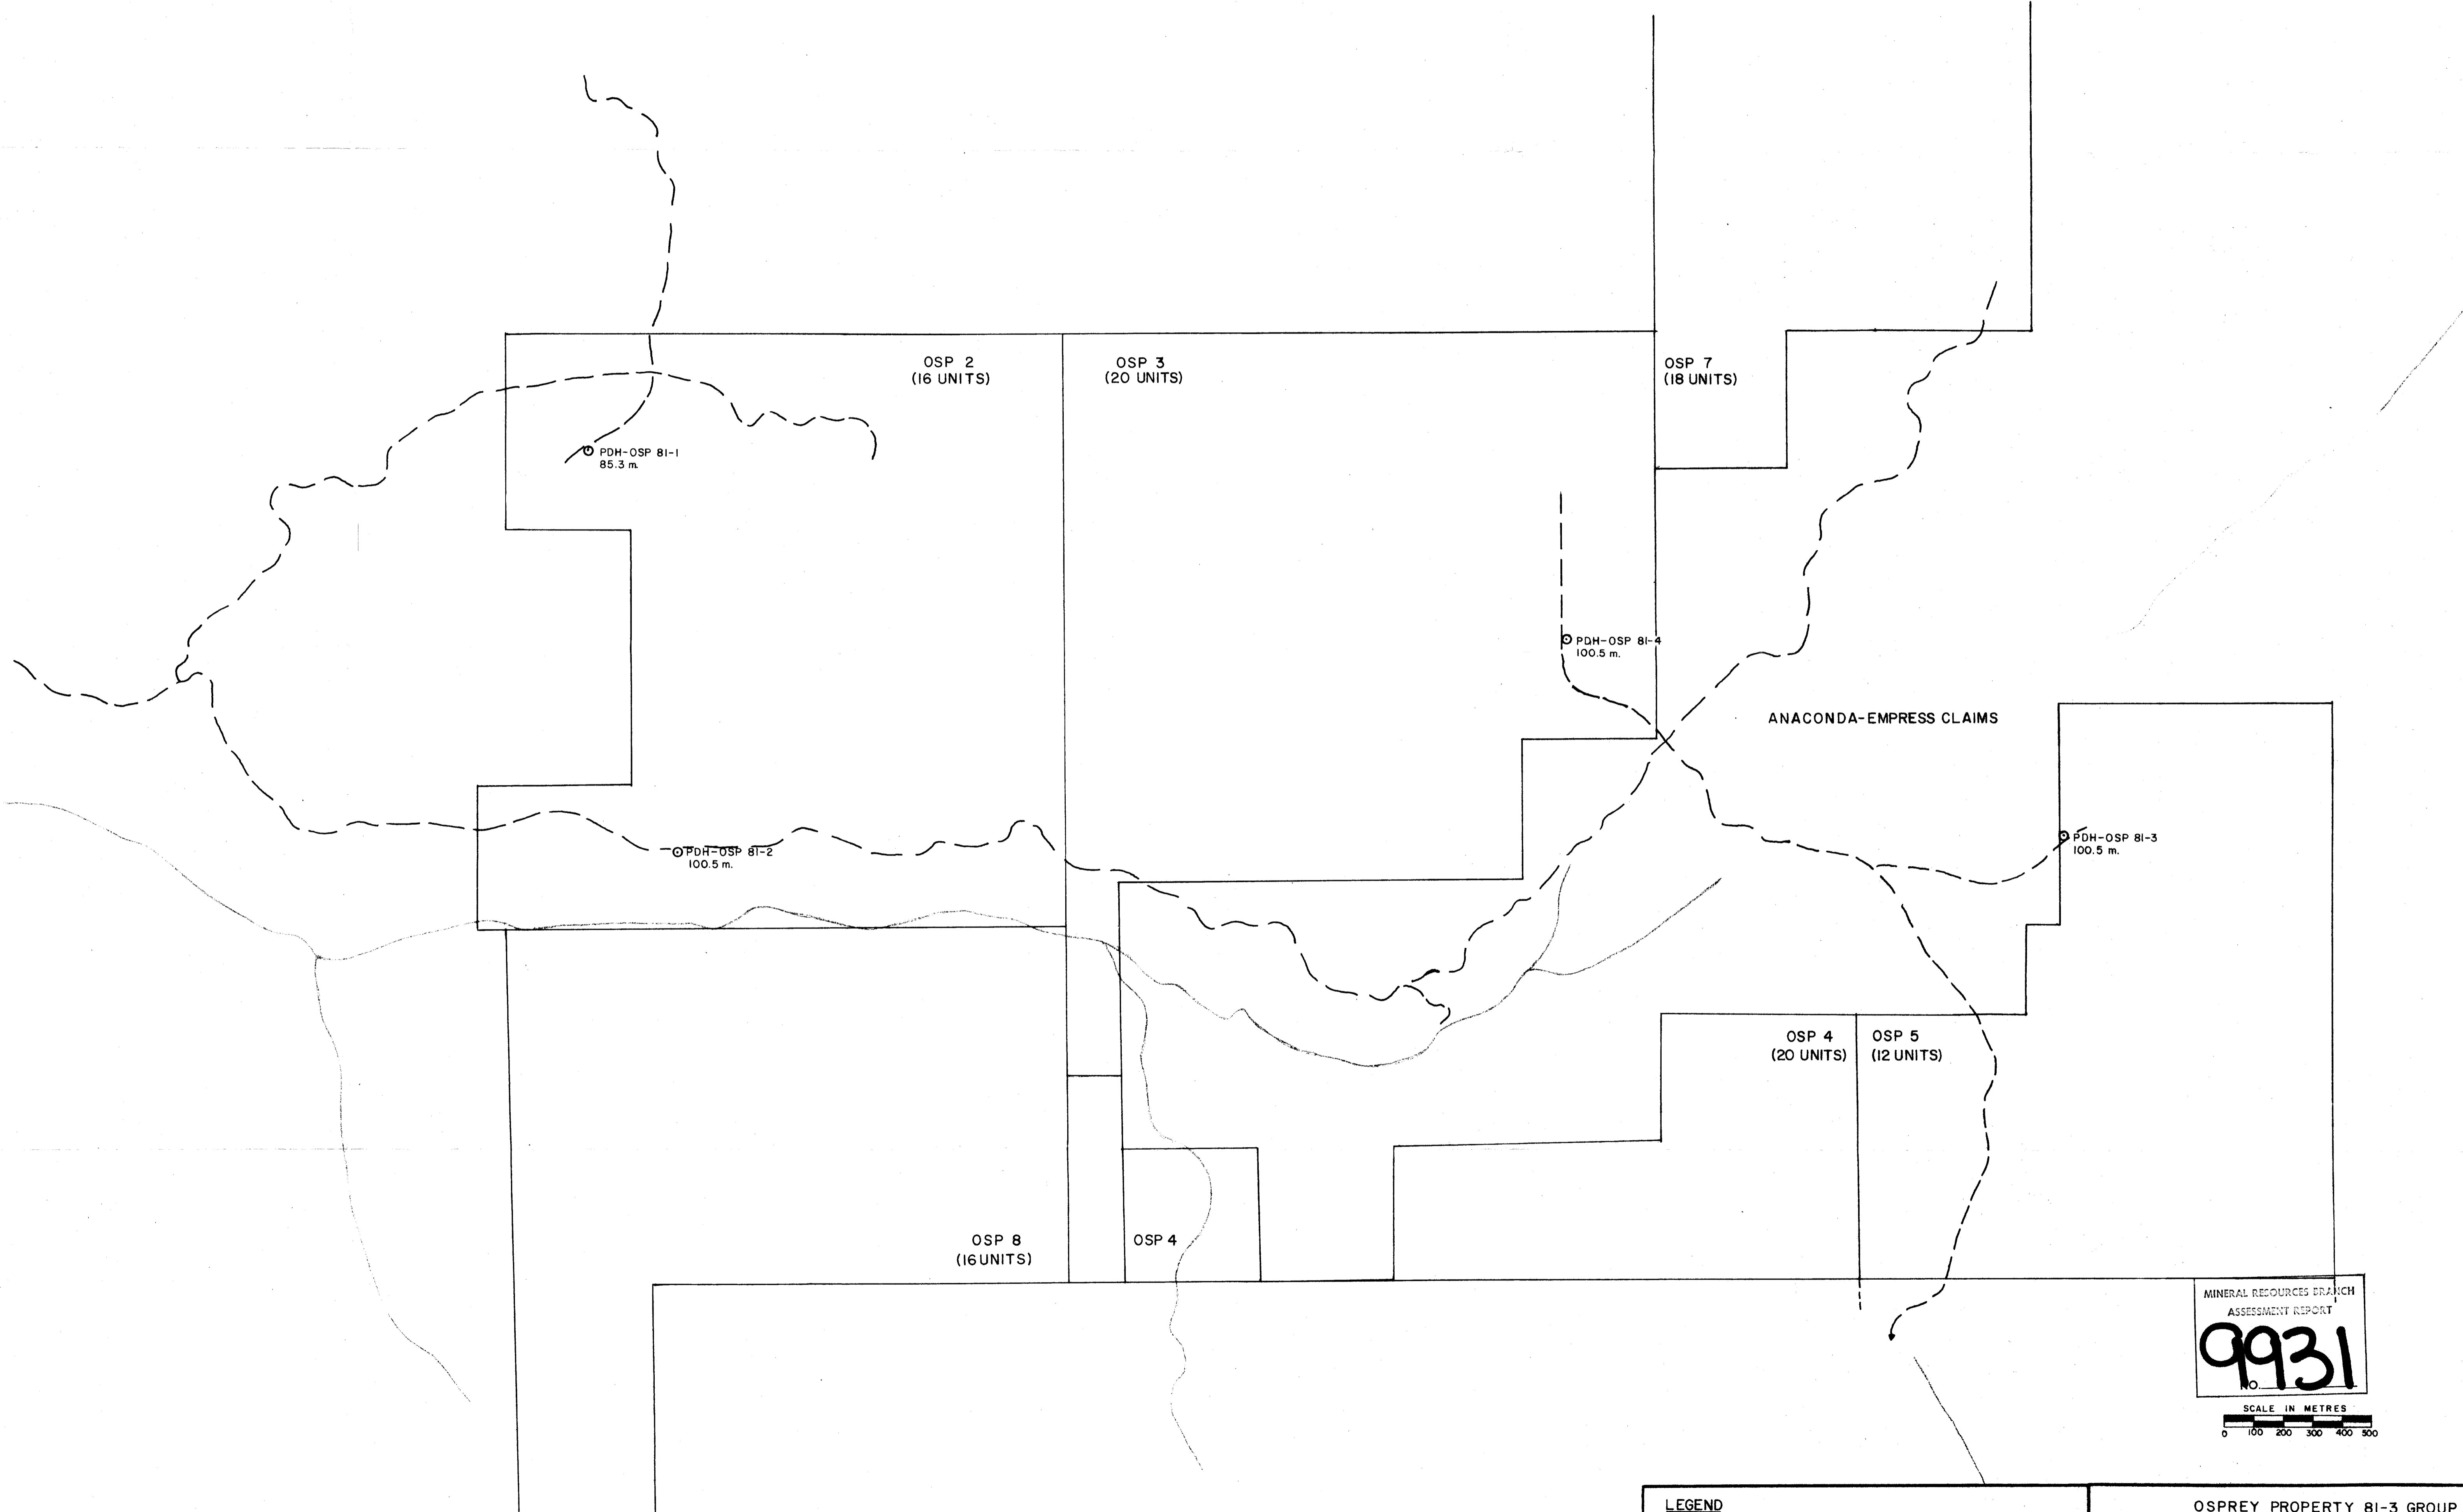 OSP 2
(16 UNITS)
OSP 3
(20 UNITS)
OSP 7
(18 UNITS)
PDH-OSP 81-1
85.3 m.
PDH-OSP 81-4
100.5 m.
ANACONDA-EMPRESS CLAIMS
PDH-OSP 81-2
100.5 m.
PDH-OSP 81-3
100.5 m.
OSP 4
(20 UNITS)
OSP 5
(12 UNITS)
OSP 8
(16 UNITS)
OSP 4
MINERAL RESOURCES BRANCH
ASSESSMENT REPORT
9931
NO.
SCALE IN METRES
0 100 200 300 400 500
LEGEND
OSPREY PROPERTY 81-3 GROUP